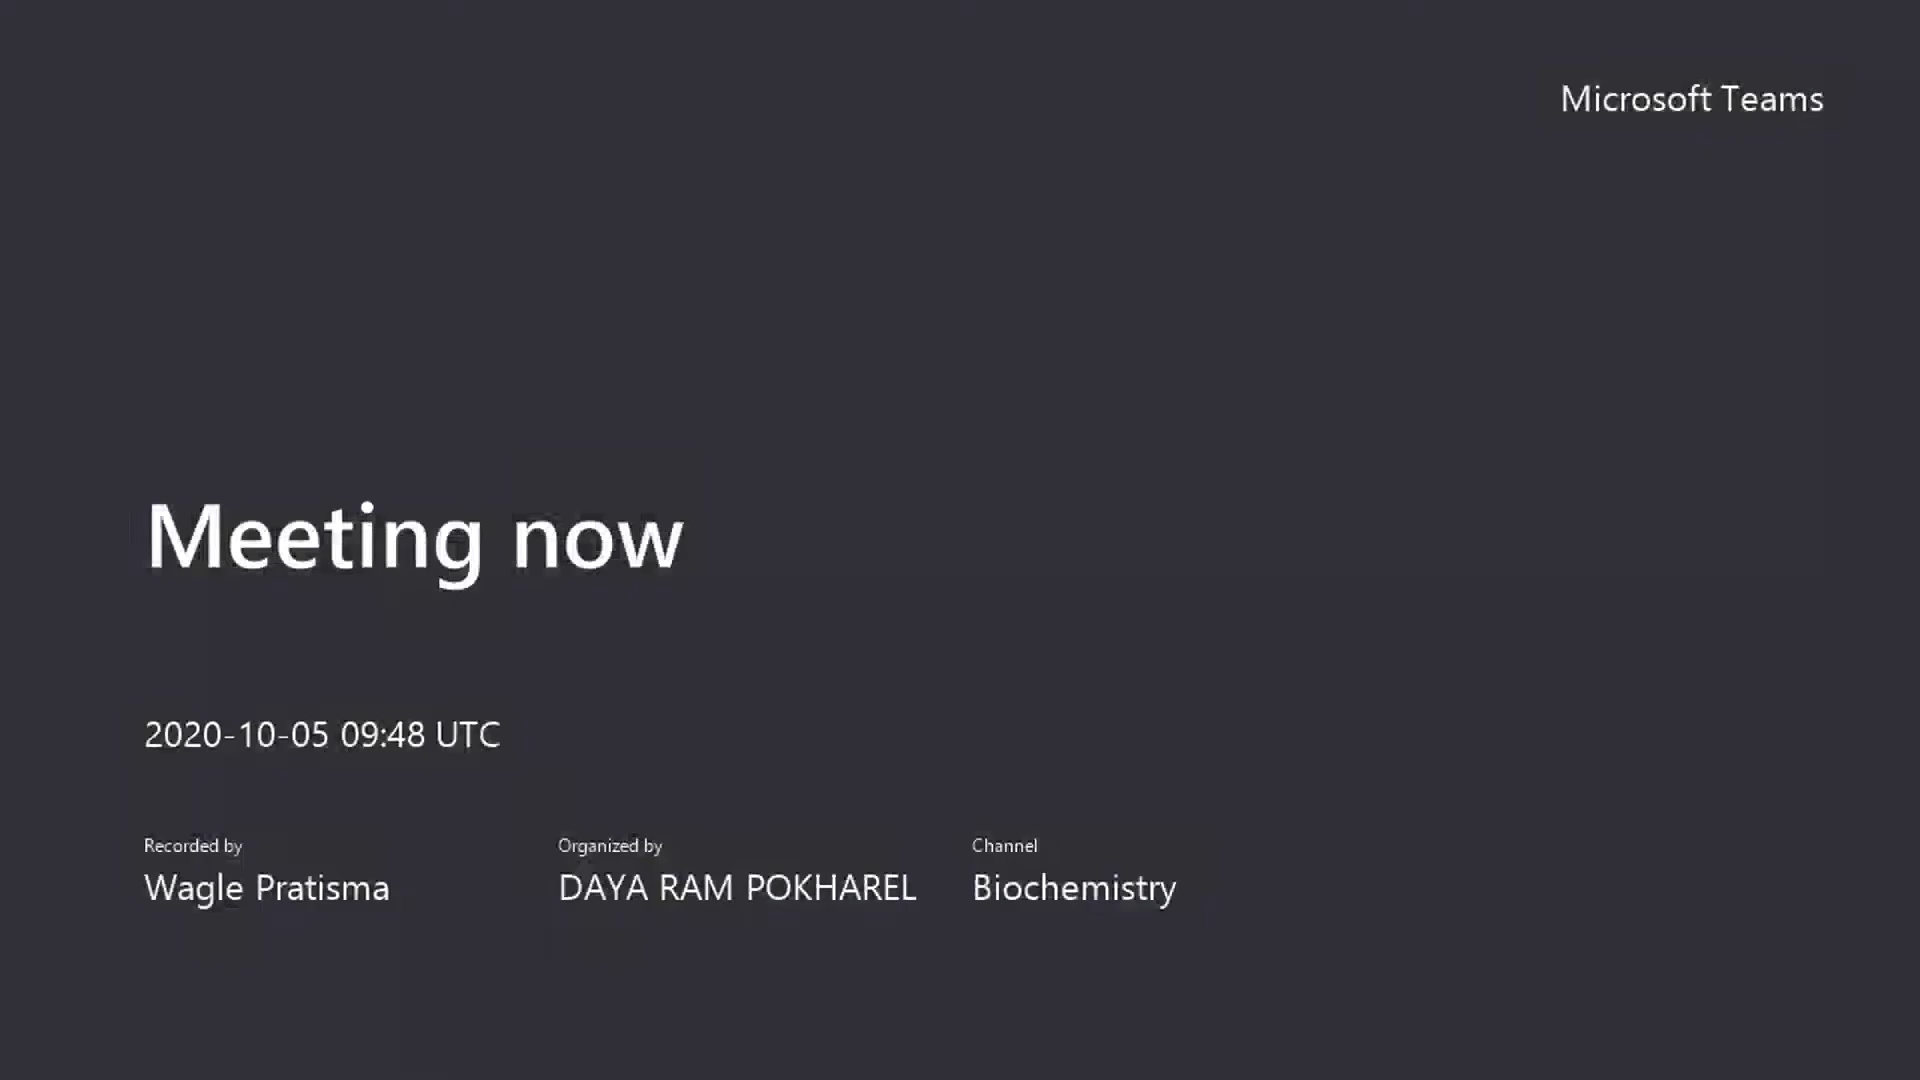 Microsoft Teams
Meeting now
2020-10-05 09:48 UTC
Recorded by
Wagle Pratisma
Organized by
DAYA RAM POKHAREL
Channel
Biochemistry